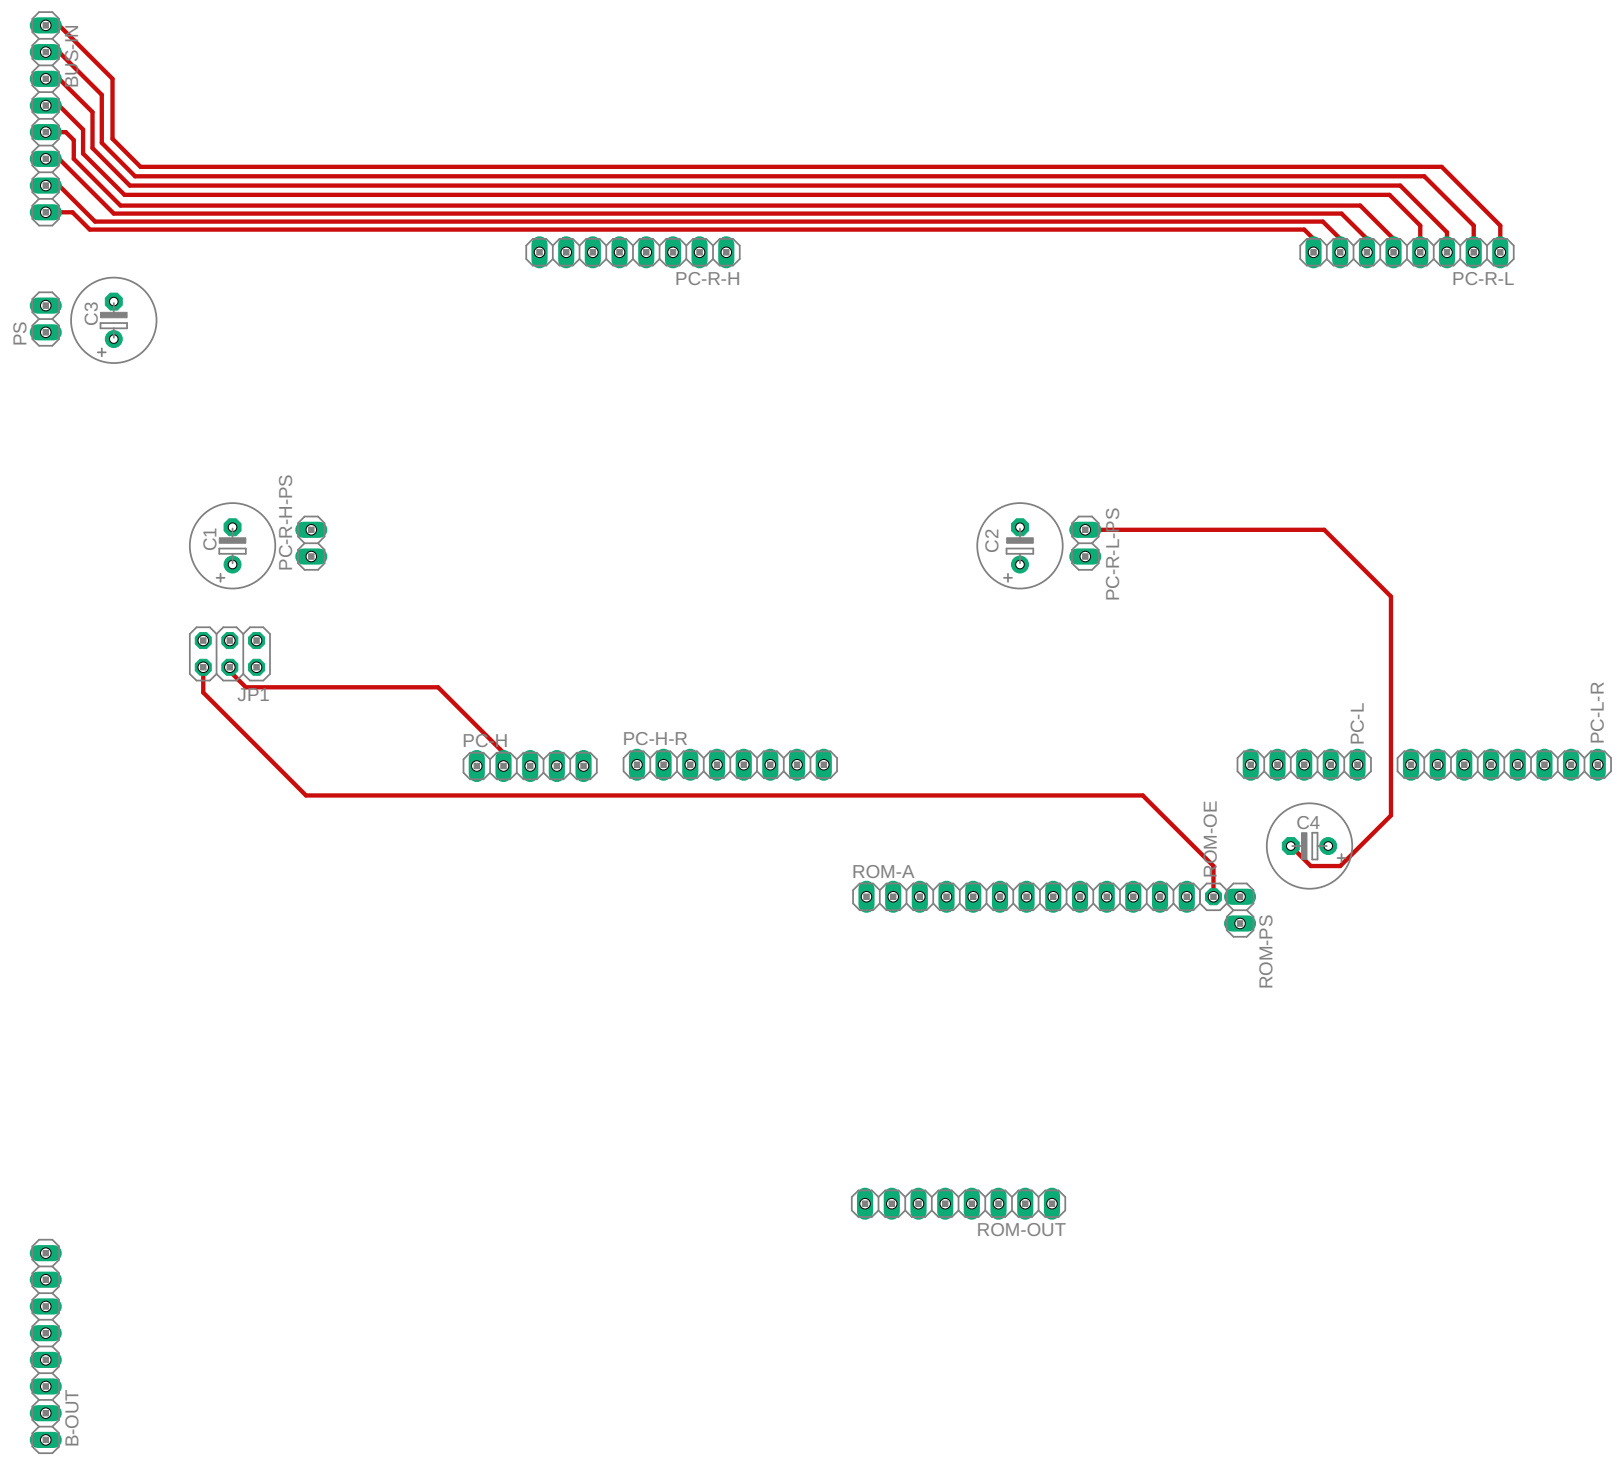 BUS-IN
PC-R-H
PC-R-L
PS
C3
+
PC-R-H-PS
C1
+
C2
+
PC-R-L-PS
JP1
PC-H
PC-H-R
PC-L
PC-L-R
ROM-OE
C4
+
ROM-A
ROM-PS
ROM-OUT
B-OUT